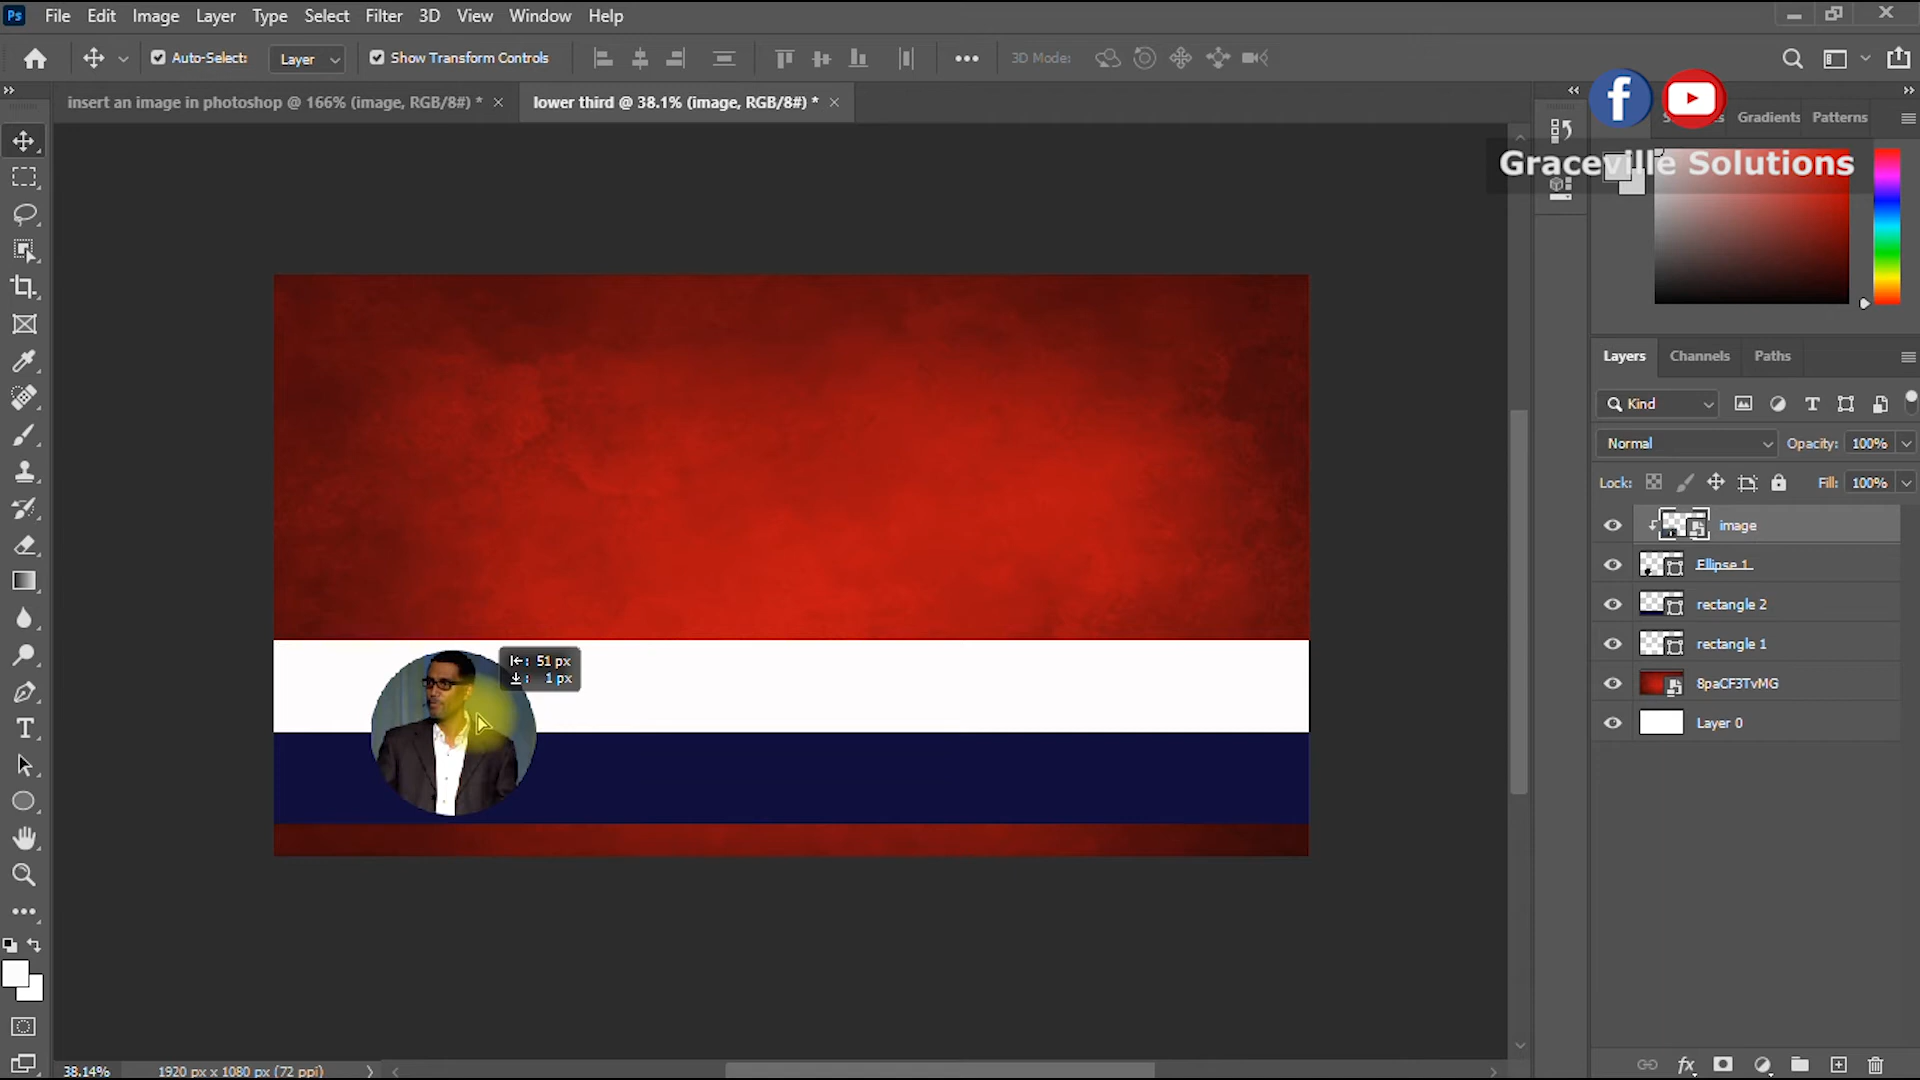 Ps File Edit Image Layer Type Select Filter 3D View Window Help
Auto-Select: Layer Show Transform Controls 3D Mode:
insert an image in photoshop @ 166% (image, RGB/8#) * lower third @ 38.1% (image, RGB/8#) *
Gradients Patterns
Graceville Solutions
Layers Channels Paths
Kind
Normal Opacity: 100%
Lock: Fill: 100%
image
Ellipse 1
rectangle 2
rectangle 1
8paCF3TvMG
Layer 0
: 51 px
: 1 px
38.14% 1920 px x 1080 px (72 ppi)